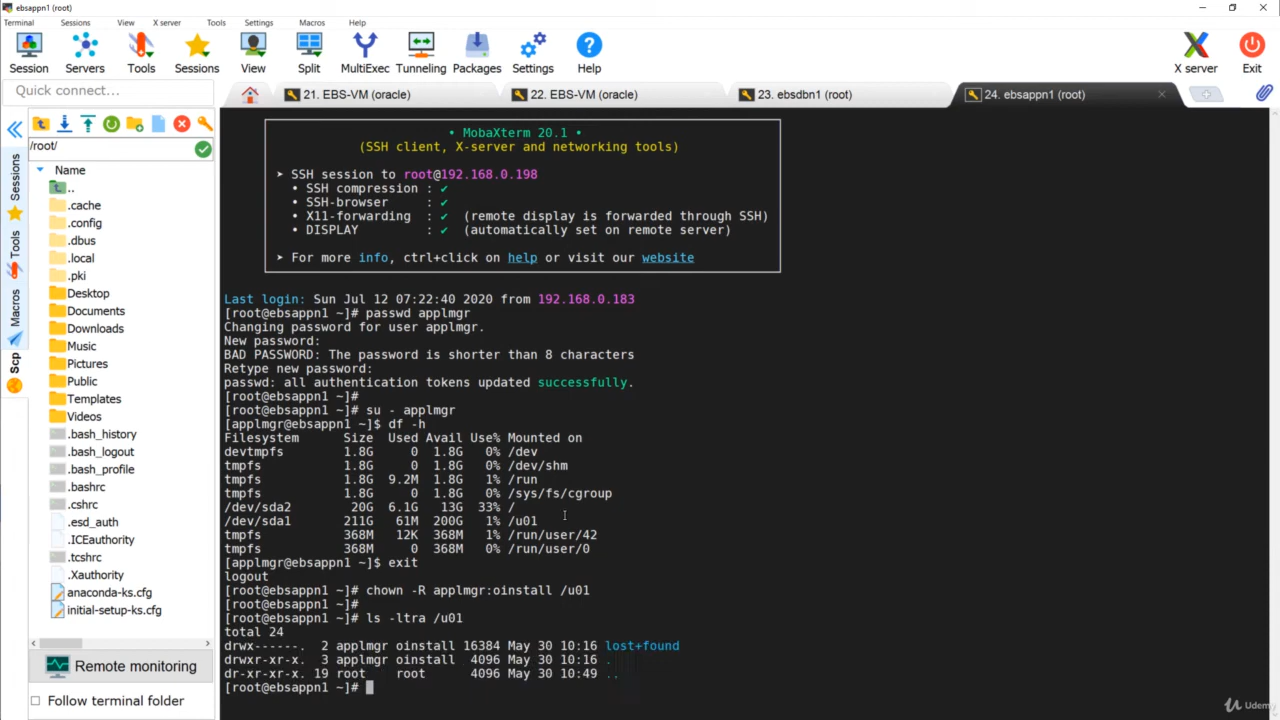 ebsappn1 (root)
Terminal Sessions View X server Tools Settings Macros Help
Session Servers Tools Sessions View Split MultiExec Tunneling Packages Settings Help X server Exit
Quick connect...
21. EBS-VM (oracle)
22. EBS-VM (oracle)
23. ebsdbn1 (root)
24. ebsappn1 (root)
Sessions
Tools
Macros
Scp
/root/
Name
..
.cache
.config
.dbus
.local
.pki
Desktop
Documents
Downloads
Music
Pictures
Public
Templates
Videos
.bash_history
.bash_logout
.bash_profile
.bashrc
.cshrc
.esd_auth
.ICEauthority
.tcshrc
.Xauthority
anaconda-ks.cfg
initial-setup-ks.cfg
Remote monitoring
Follow terminal folder
• MobaXterm 20.1 •
(SSH client, X-server and networking tools)
➤ SSH session to root@192.168.0.198
• SSH compression : ✔
• SSH-browser : ✔
• X11-forwarding : ✔ (remote display is forwarded through SSH)
• DISPLAY : ✔ (automatically set on remote server)
➤ For more info, ctrl+click on help or visit our website
Last login: Sun Jul 12 07:22:40 2020 from 192.168.0.183
[root@ebsappn1 ~]# passwd applmgr
Changing password for user applmgr.
New password:
BAD PASSWORD: The password is shorter than 8 characters
Retype new password:
passwd: all authentication tokens updated successfully.
[root@ebsappn1 ~]#
[root@ebsappn1 ~]# su - applmgr
[applmgr@ebsappn1 ~]$ df -h
Filesystem Size Used Avail Use% Mounted on
devtmpfs 1.8G 0 1.8G 0% /dev
tmpfs 1.8G 0 1.8G 0% /dev/shm
tmpfs 1.8G 9.2M 1.8G 1% /run
tmpfs 1.8G 0 1.8G 0% /sys/fs/cgroup
/dev/sda2 20G 6.1G 13G 33% /
/dev/sda1 211G 61M 200G 1% /u01
tmpfs 368M 12K 368M 1% /run/user/42
tmpfs 368M 0 368M 0% /run/user/0
[applmgr@ebsappn1 ~]$ exit
logout
[root@ebsappn1 ~]# chown -R applmgr:oinstall /u01
[root@ebsappn1 ~]#
[root@ebsappn1 ~]# ls -ltra /u01
total 24
drwx------. 2 applmgr oinstall 16384 May 30 10:16 lost+found
drwxr-xr-x. 3 applmgr oinstall 4096 May 30 10:16 .
dr-xr-xr-x. 19 root root 4096 May 30 10:49 ..
[root@ebsappn1 ~]#
Udemy